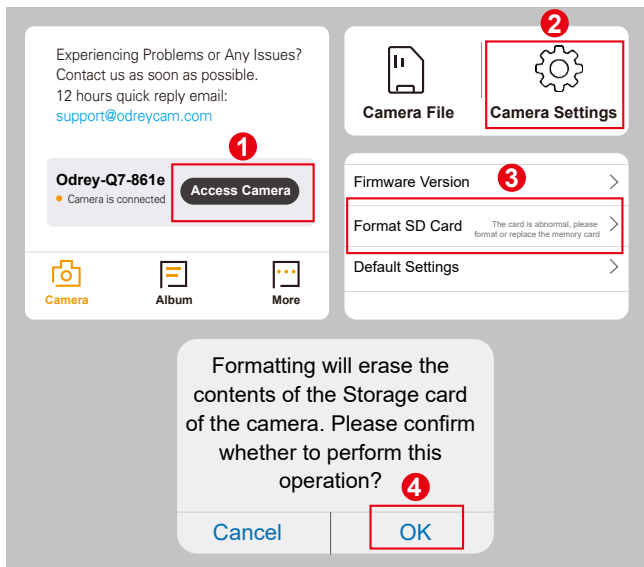 Experiencing Problems or Any Issues?
Contact us as soon as possible.
12 hours quick reply email:
support@odreycam.com
1
Odrey-Q7-861e
Camera is connected
Access Camera
Camera
Album
More
2
Camera File
Camera Settings
3
Firmware Version
Format SD Card
The card is abnormal, please
format or replace the memory card
Default Settings
Formatting will erase the
contents of the Storage card
of the camera. Please confirm
whether to perform this
operation?
4
Cancel
OK